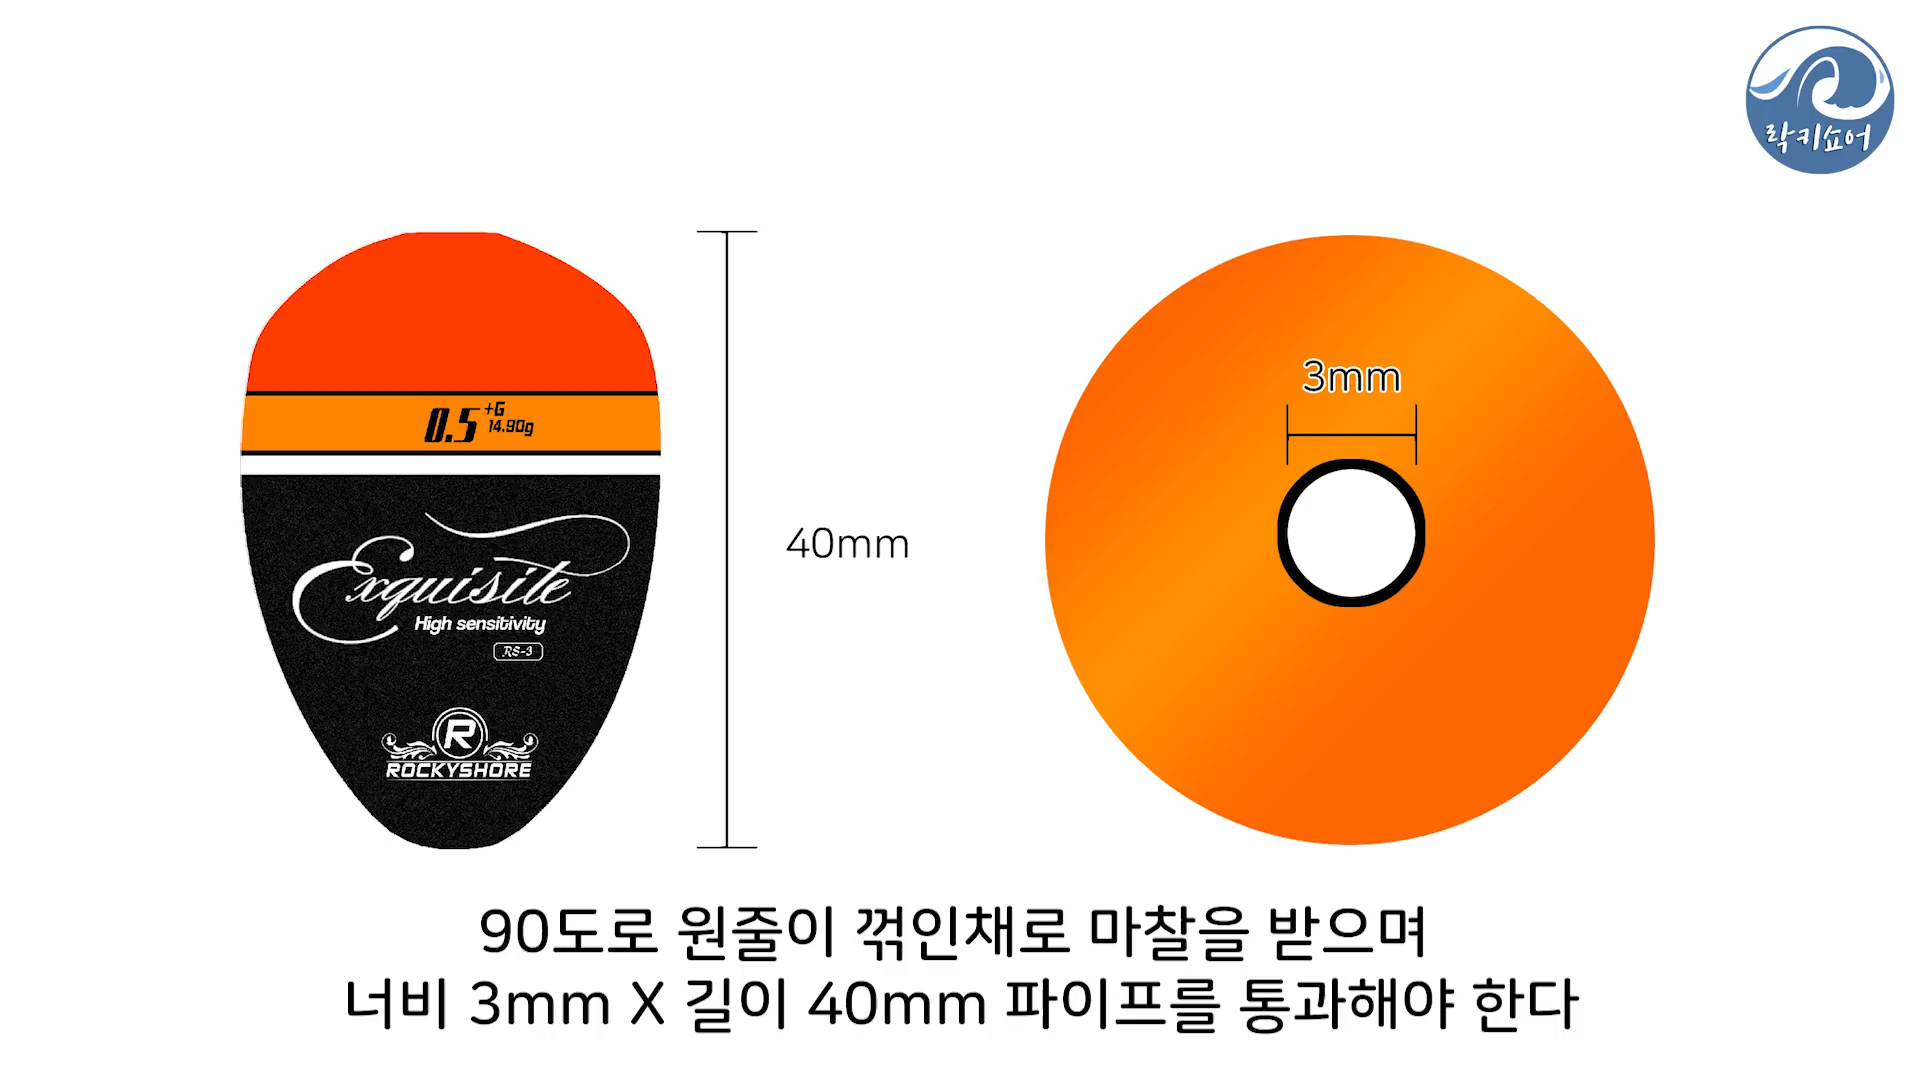 락키쇼어
3mm
0.5 +G 14.90g
40mm
Exquisite
High sensitivity
RS-3
R
ROCKYSHORE
90도로 원줄이 꺾인채로 마찰을 받으며
너비 3mm X 길이 40mm 파이프를 통과해야 한다